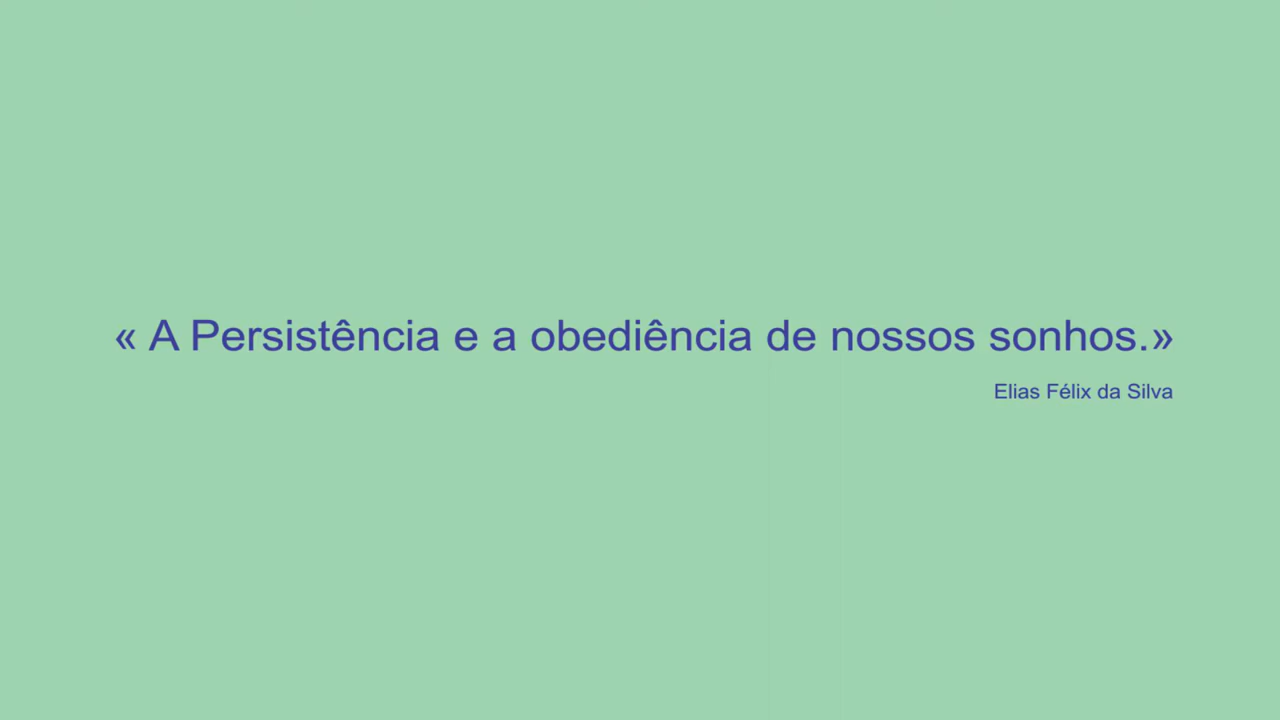 « A Persistência e a obediência de nossos sonhos.»
Elias Félix da Silva